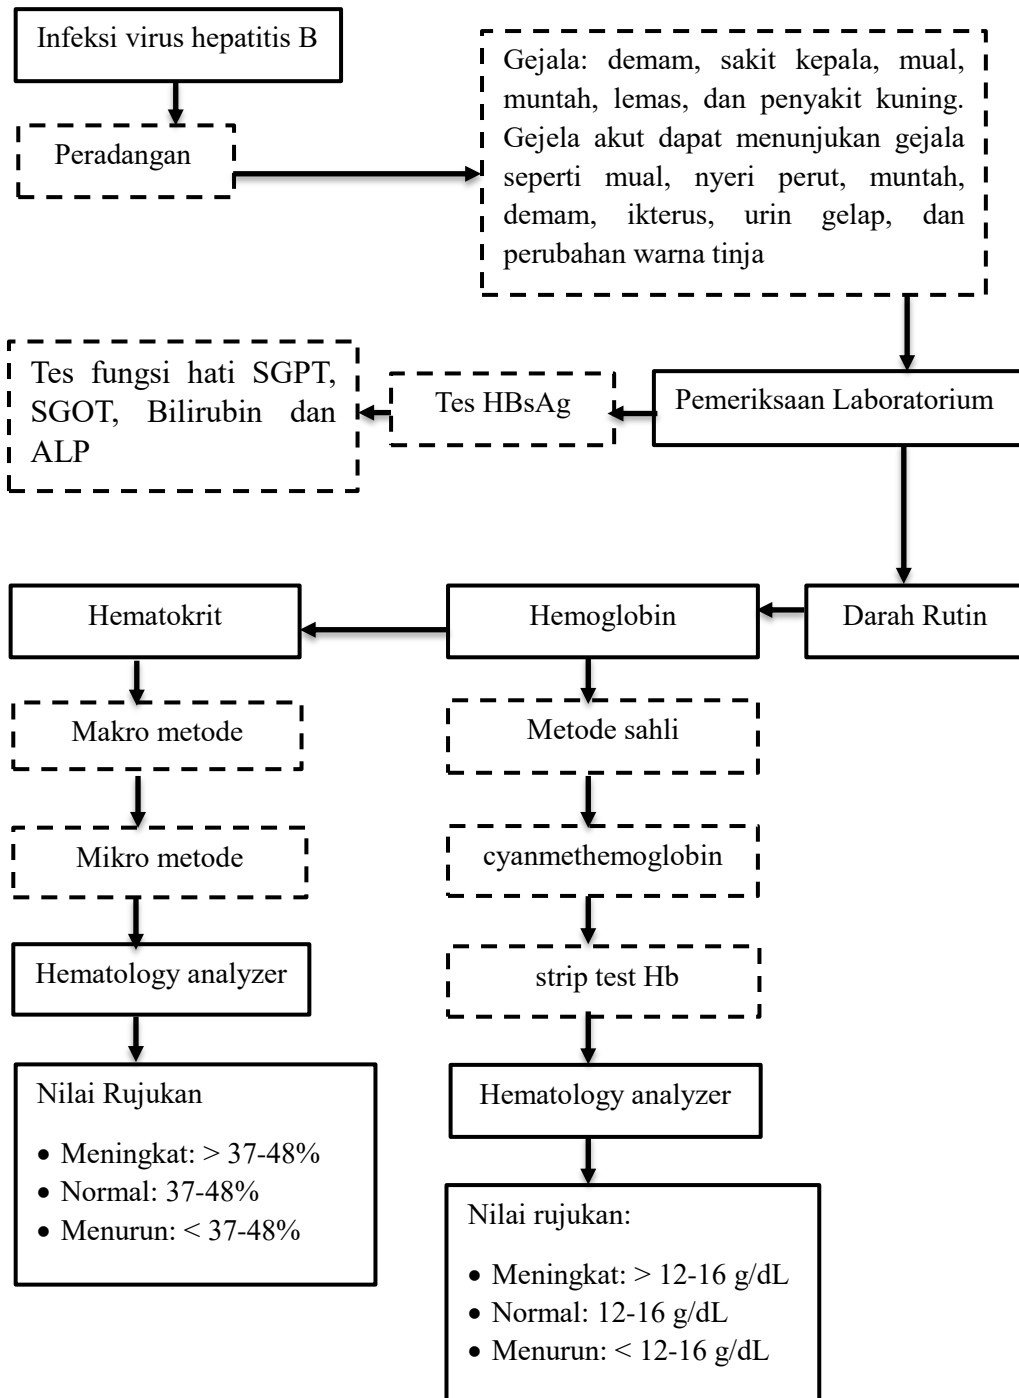 Infeksi virus hepatitis B
Peradangan
Gejala: demam, sakit kepala, mual,
muntah, lemas, dan penyakit kuning.
Gejela akut dapat menunjukan gejala
seperti mual, nyeri perut, muntah,
demam, ikterus, urin gelap, dan
perubahan warna tinja
Tes fungsi hati SGPT,
SGOT, Bilirubin dan
ALP
Tes HBsAg
Pemeriksaan Laboratorium
Hematokrit
Hemoglobin
Darah Rutin
Makro metode
Metode sahli
Mikro metode
cyanmethemoglobin
Hematology analyzer
strip test Hb
Nilai Rujukan
• Meningkat: > 37-48%
• Normal: 37-48%
• Menurun: < 37-48%
Hematology analyzer
Nilai rujukan:
• Meningkat: > 12-16 g/dL
• Normal: 12-16 g/dL
• Menurun: < 12-16 g/dL